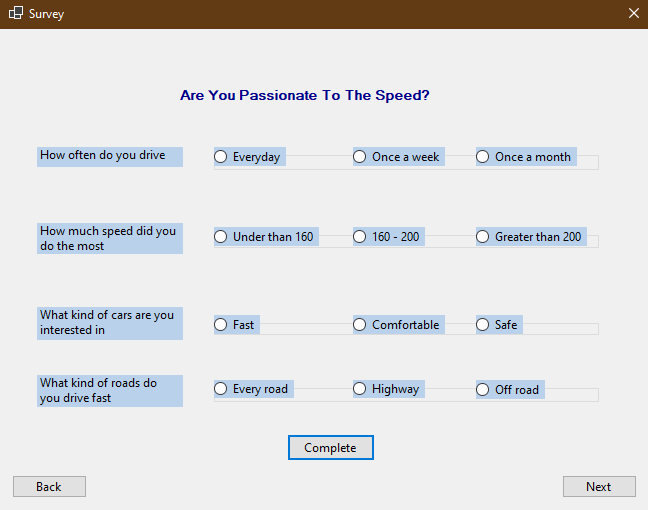 Survey
Are You Passionate To The Speed?
How often do you drive
Everyday
Once a week
Once a month
How much speed did you
do the most
Under than 160
160 - 200
Greater than 200
What kind of cars are you
interested in
Fast
Comfortable
Safe
What kind of roads do
you drive fast
Every road
Highway
Off road
Complete
Back
Next